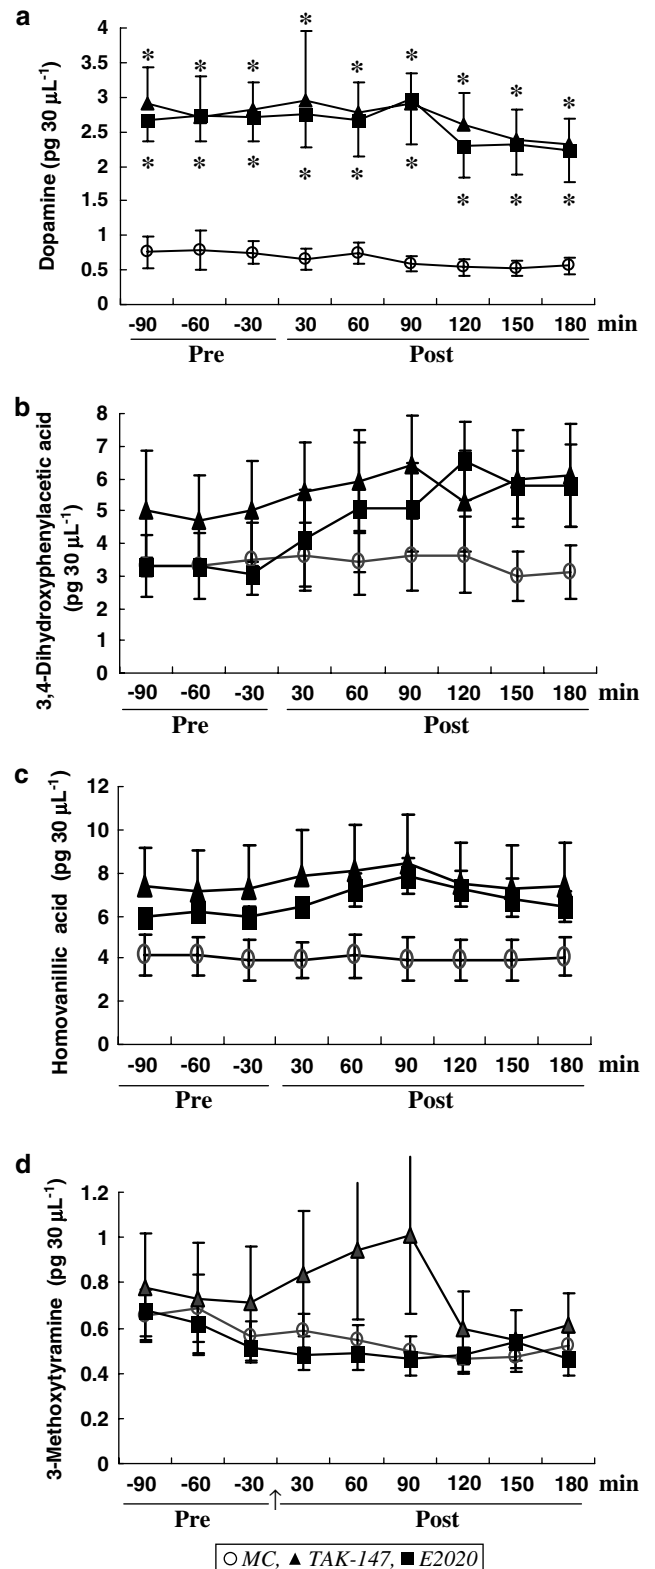 a
Dopamine (pg 30 μL-1)
4
3.5
3
2.5
2
1.5
1
0.5
0
* * * * * * * * *
* * * * * * * * *
-90 -60 -30 30 60 90 120 150 180 min
Pre Post
b
3,4-Dihydroxyphenylacetic acid
(pg 30 μL-1)
8
7
6
5
4
3
2
1
0
-90 -60 -30 30 60 90 120 150 180 min
Pre Post
c
Homovanillic acid (pg 30 μL-1)
12
10
8
6
4
2
0
-90 -60 -30 30 60 90 120 150 180 min
Pre Post
d
3-Methoxytyramine (pg 30 μL-1)
1.2
1
0.8
0.6
0.4
0.2
0
-90 -60 -30 30 60 90 120 150 180 min
Pre ↑ Post
○ MC, ▲ TAK-147, ■ E2020